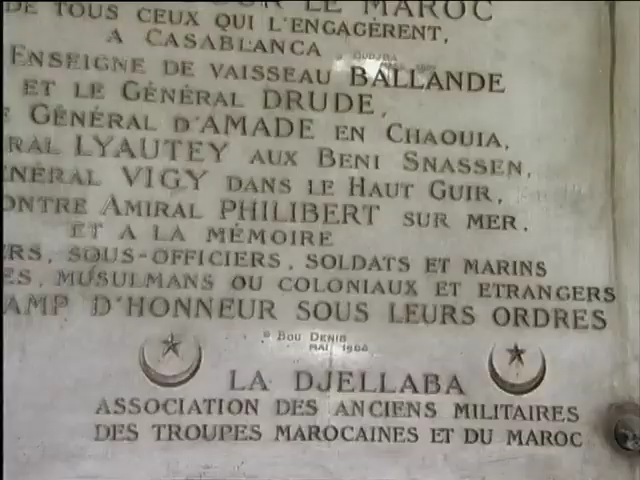 LE MAROC
DE TOUS CEUX QUI L'ENGAGÈRENT,
A CASABLANCA
ENSEIGNE DE VAISSEAU BALLANDE
ET LE GÉNÉRAL DRUDE,
GÉNÉRAL D'AMADE EN CHAOUIA,
RAL LYAUTEY AUX BENI SNASSEN,
NÉRAL VIGY DANS LE HAUT GUIR,
ONTRE AMIRAL PHILIBERT SUR MER.
ET A LA MÉMOIRE
ERS, SOUS-OFFICIERS, SOLDATS ET MARINS
ES, MUSULMANS OU COLONIAUX ET ETRANGERS
AMP D'HONNEUR SOUS LEURS ORDRES
BOU DENIB
MAI 1908
LA DJELLABA
ASSOCIATION DES ANCIENS MILITAIRES
DES TROUPES MAROCAINES ET DU MAROC